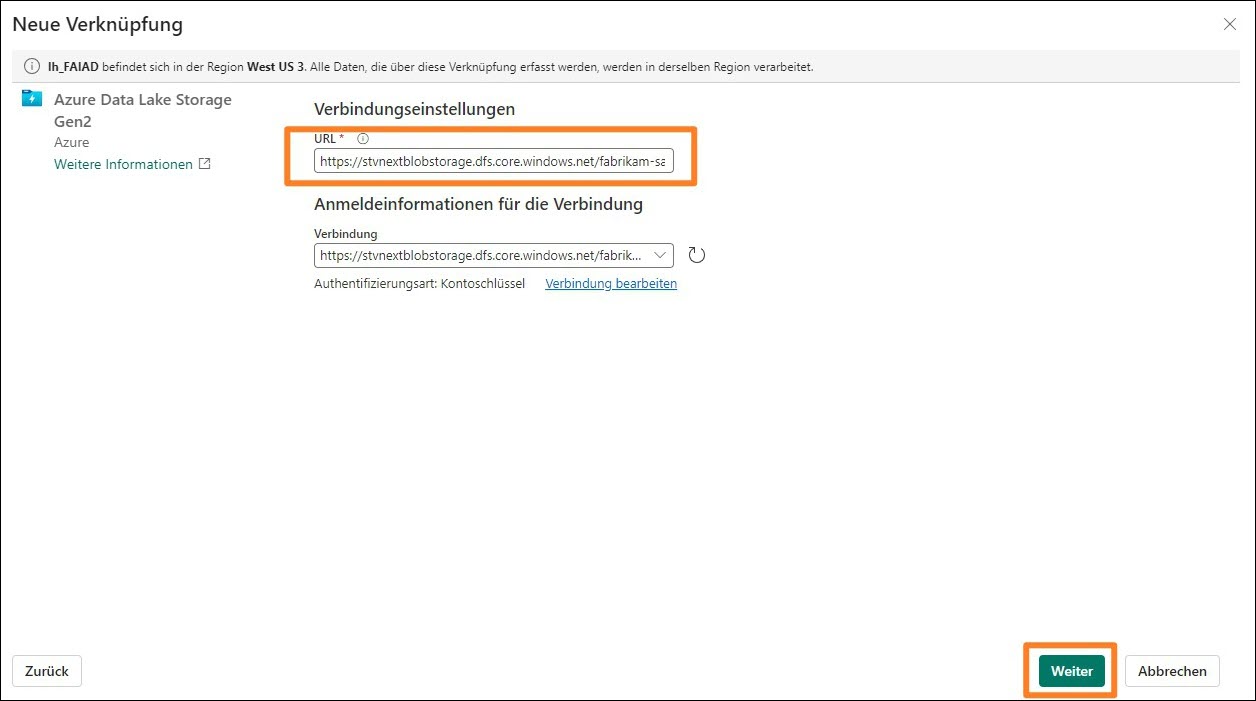 Neue Verknüpfung
lh_FAIAD befindet sich in der Region West US 3. Alle Daten, die über diese Verknüpfung erfasst werden, werden in derselben Region verarbeitet.
Azure Data Lake Storage
Gen2
Azure
Weitere Informationen
Verbindungseinstellungen
URL *
https://stvnextblobstorage.dfs.core.windows.net/fabrikam-sa
Anmeldeinformationen für die Verbindung
Verbindung
https://stvnextblobstorage.dfs.core.windows.net/fabrik...
Authentifizierungsart: Kontoschlüssel Verbindung bearbeiten
Zurück Weiter Abbrechen